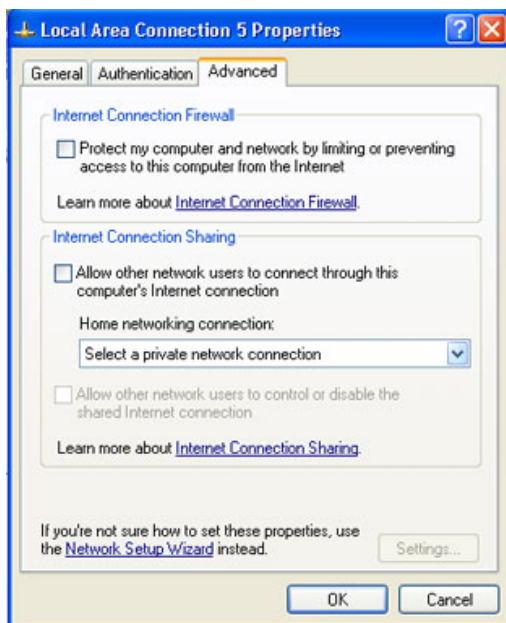 Local Area Connection 5 Properties
General
Authentication
Advanced
Internet Connection Firewall
Protect my computer and network by limiting or preventing
access to this computer from the Internet
Learn more about Internet Connection Firewall.
Internet Connection Sharing
Allow other network users to connect through this
computer's Internet connection
Home networking connection:
Select a private network connection
Allow other network users to control or disable the
shared Internet connection
Learn more about Internet Connection Sharing.
If you're not sure how to set these properties, use
the Network Setup Wizard instead.
Settings...
OK
Cancel